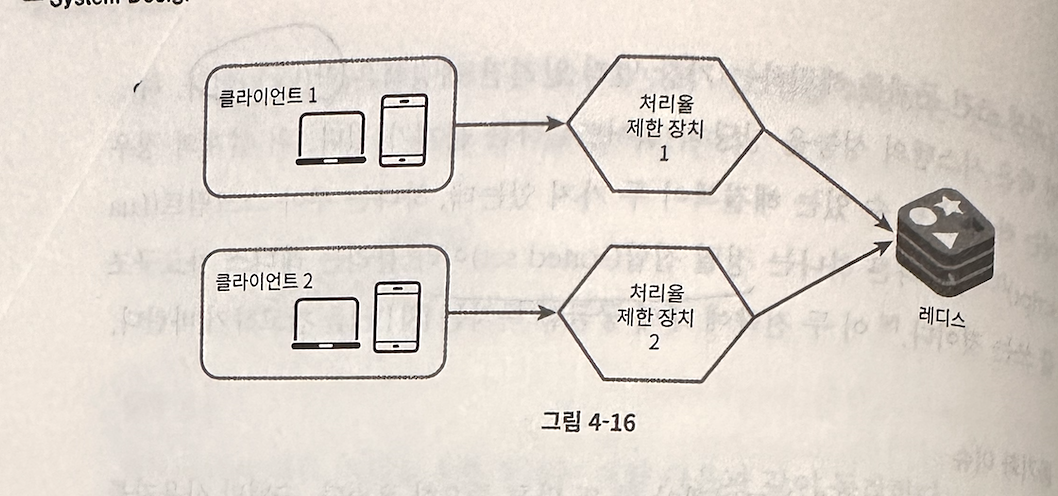 System Design
클라이언트 1
처리율
제한 장치
1
클라이언트 2
처리율
제한 장치
2
레디스
그림 4-16